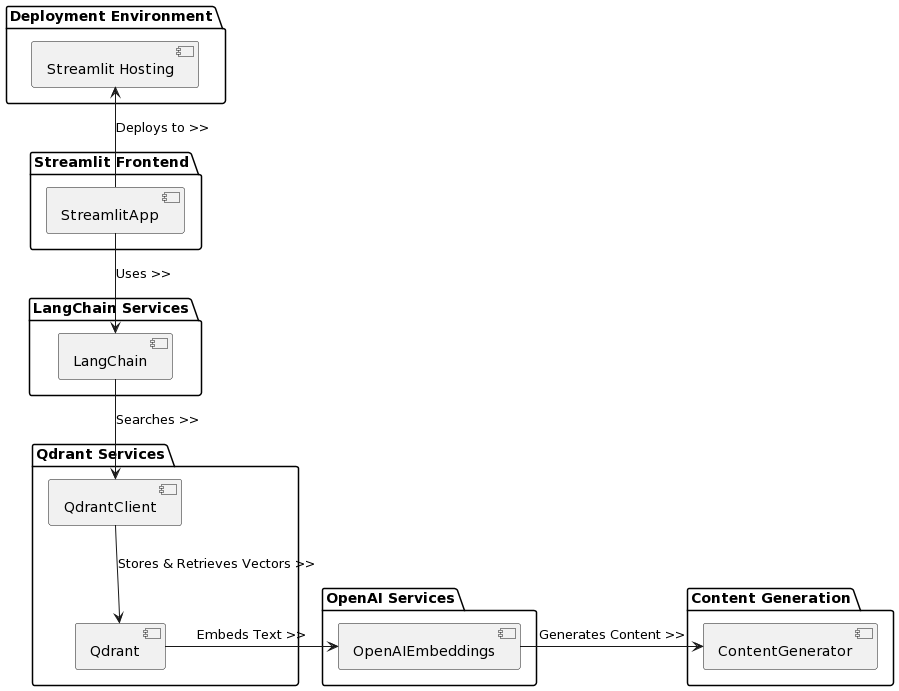 Deployment Environment
Streamlit Hosting
Deploys to >>
Streamlit Frontend
StreamlitApp
Uses >>
LangChain Services
LangChain
Searches >>
Qdrant Services
QdrantClient
Stores & Retrieves Vectors >>
Qdrant
Embeds Text >>
OpenAI Services
OpenAIEmbeddings
Generates Content >>
Content Generation
ContentGenerator